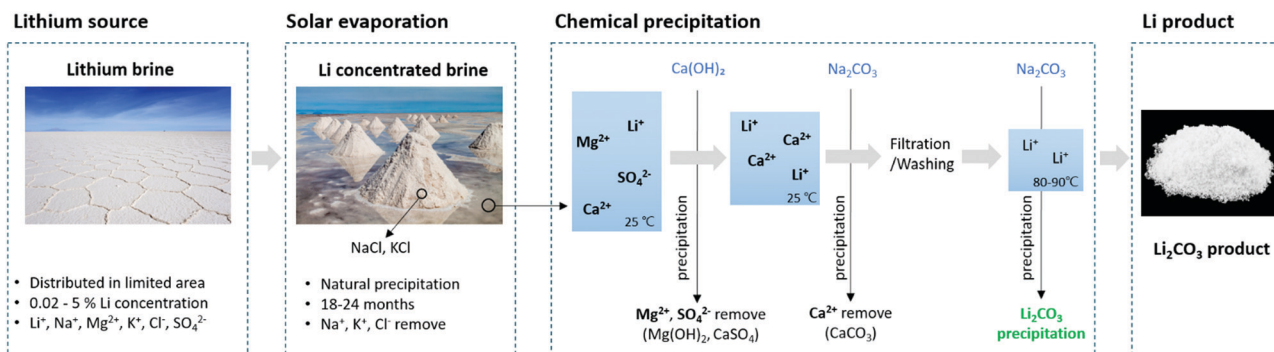 Lithium source
Lithium brine
• Distributed in limited area
• 0.02 - 5 % Li concentration
• Li⁺, Na⁺, Mg²⁺, K⁺, Cl⁻, SO₄²⁻
Solar evaporation
Li concentrated brine
NaCl, KCl
• Natural precipitation
• 18-24 months
• Na⁺, K⁺, Cl⁻ remove
Chemical precipitation
Ca(OH)₂
Na₂CO₃
Na₂CO₃
Li⁺
Mg²⁺
SO₄²⁻
Ca²⁺
25 ℃
precipitation
Mg²⁺, SO₄²⁻ remove
(Mg(OH)₂, CaSO₄)
Li⁺
Ca²⁺
Ca²⁺
Li⁺
25 ℃
precipitation
Ca²⁺ remove
(CaCO₃)
Filtration
/Washing
Li⁺
Li⁺
80-90℃
precipitation
Li₂CO₃
precipitation
Li product
Li₂CO₃ product